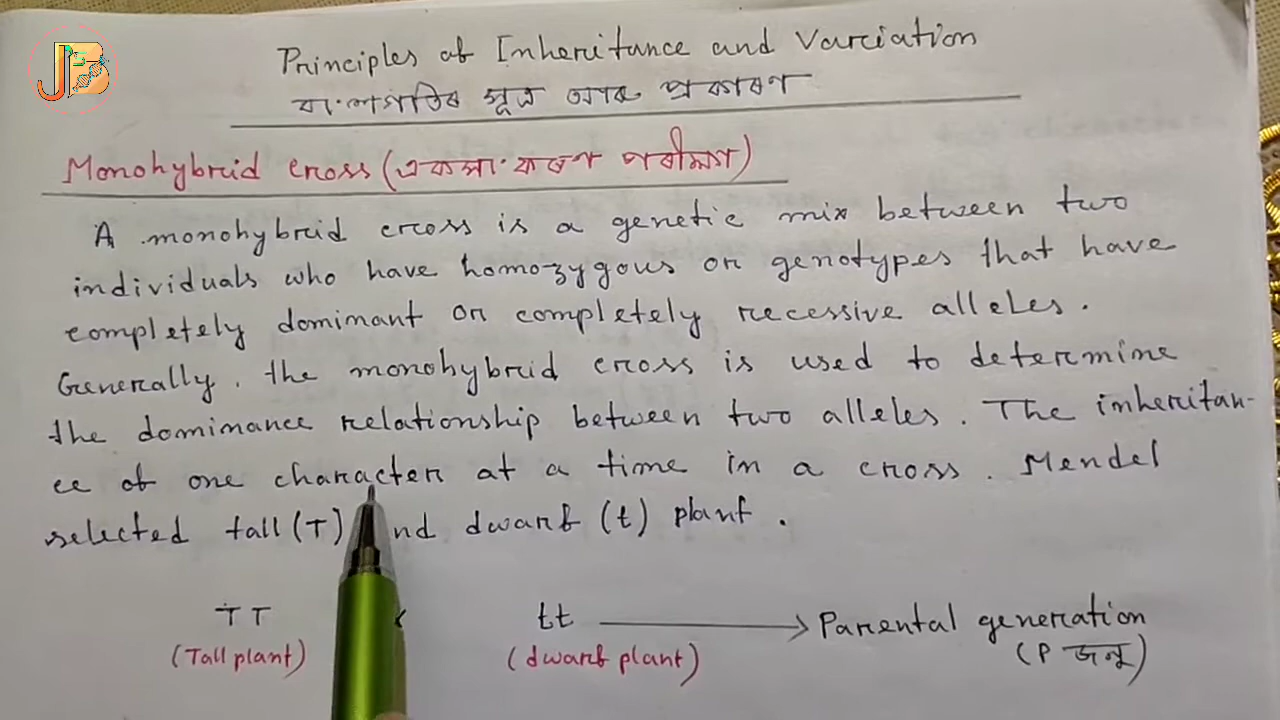 JB
Principles of Inheritance and Variation
বংশগতিৰ সূত্ৰ আৰু প্ৰকাৰণ
Monohybrid cross (একসংকৰণ পৰীক্ষা)
A monohybrid cross is a genetic mix between two
individuals who have homozygous or genotypes that have
completely dominant or completely recessive alleles.
Generally, the monohybrid cross is used to determine
the dominance relationship between two alleles. The inheritan-
ce of one character at a time in a cross. Mendel
selected tall (T) and dwarf (t) plant.
TT x tt → Parental generation
(Tall plant) (dwarf plant) (P জনু)